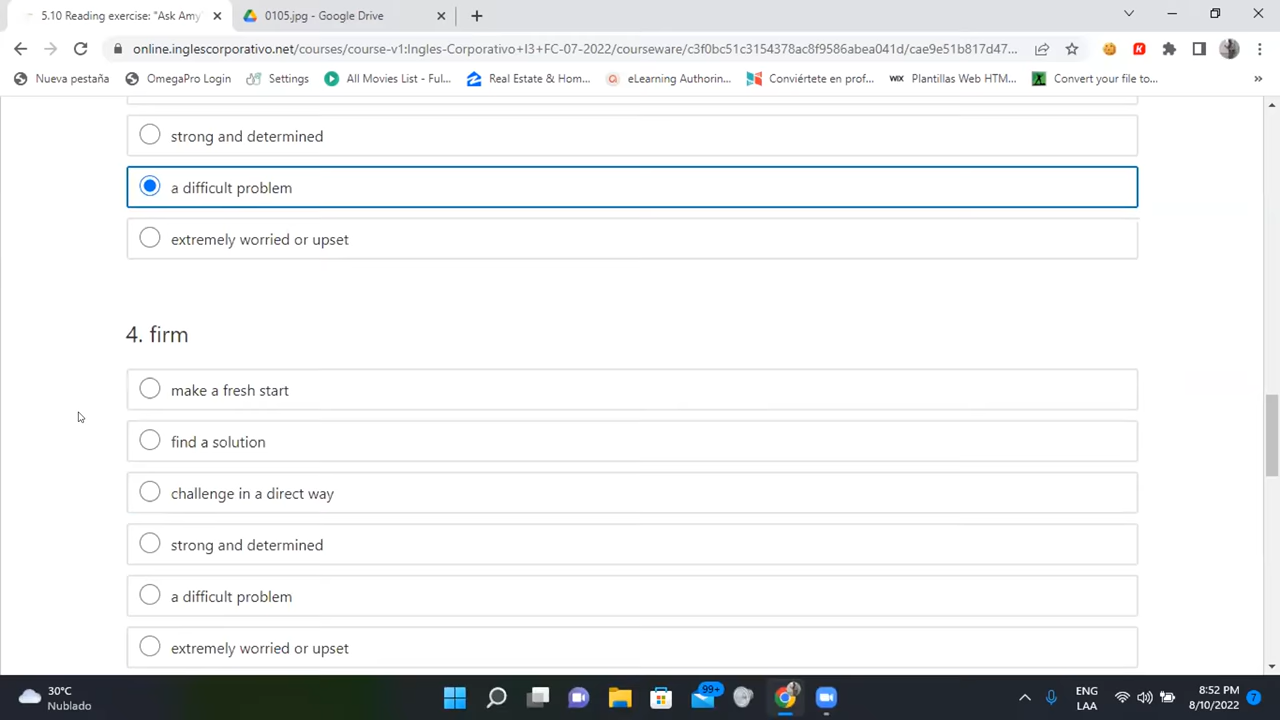 5.10 Reading exercise: "Ask Amy
0105.jpg - Google Drive
online.inglescorporativo.net/courses/course-v1:Ingles-Corporativo+I3+FC-07-2022/courseware/c3f0bc51c3154378ac8f9586abea041d/cae9e51b817d47...
Nueva pestaña
OmegaPro Login
Settings
All Movies List - Ful...
Real Estate & Hom...
eLearning Authorin...
Conviértete en prof...
WIX Plantillas Web HTM...
Convert your file to...
»
strong and determined
a difficult problem
extremely worried or upset
4. firm
make a fresh start
find a solution
challenge in a direct way
strong and determined
a difficult problem
extremely worried or upset
30°C
Nublado
99+
ENG
LAA
8:52 PM
8/10/2022
7